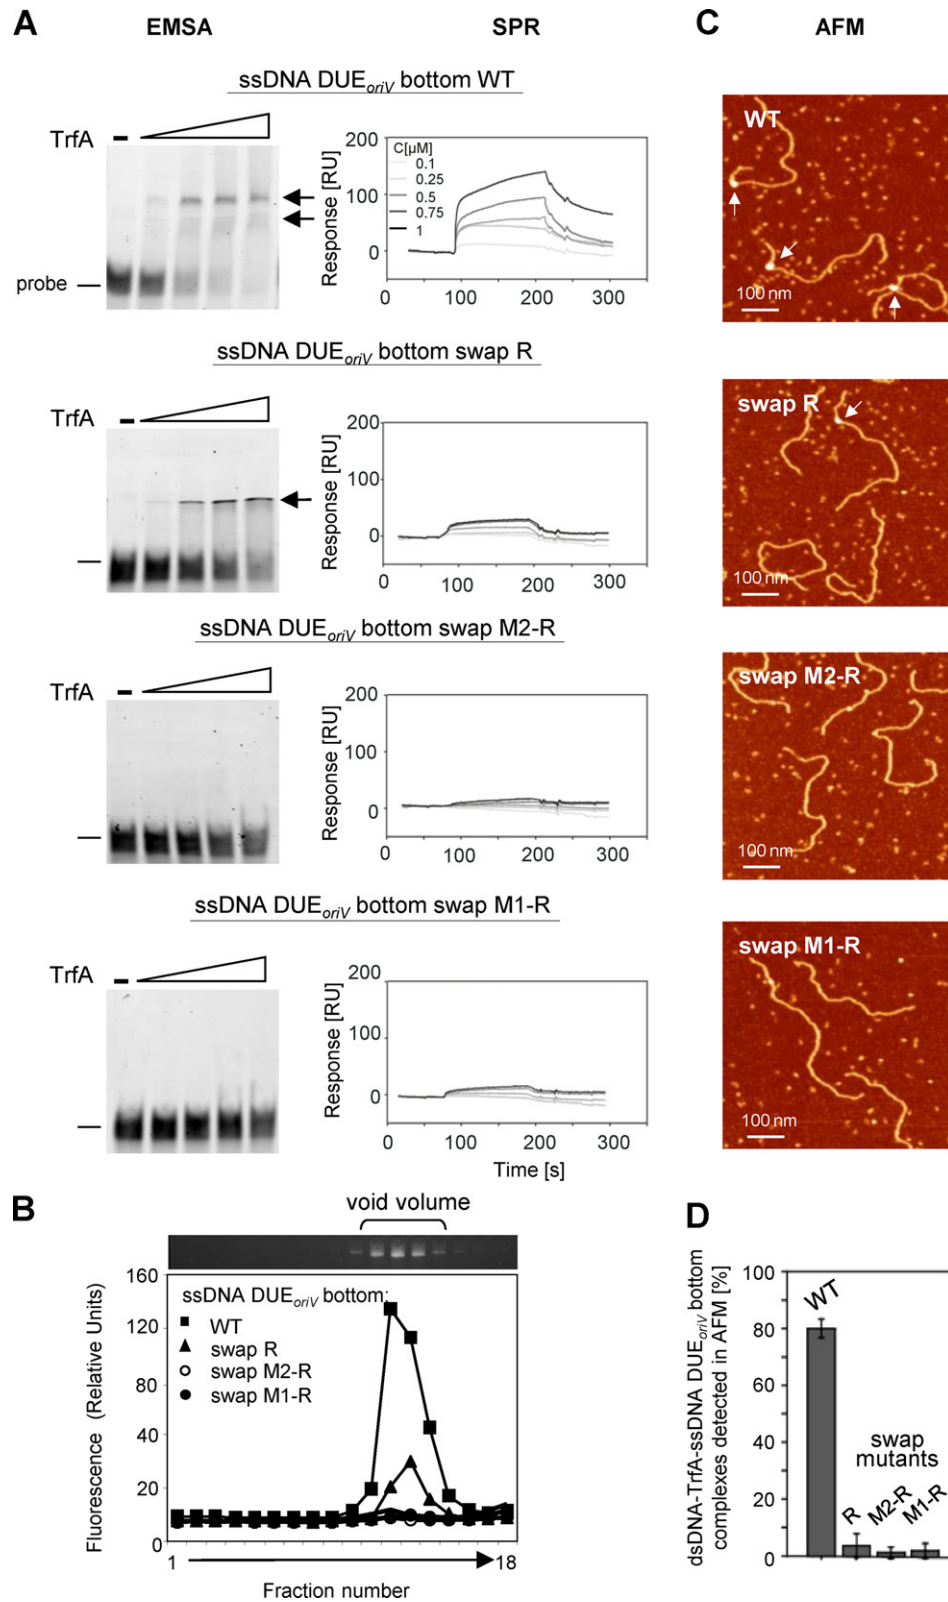 A
EMSA
SPR
ssDNA DUEoriV bottom WT
TrfA
probe
Response [RU]
200
100
0
C[µM]
0.1
0.25
0.5
0.75
1
0 100 200 300
ssDNA DUEoriV bottom swap R
TrfA
Response [RU]
200
100
0
0 100 200 300
ssDNA DUEoriV bottom swap M2-R
TrfA
Response [RU]
200
100
0
0 100 200 300
ssDNA DUEoriV bottom swap M1-R
TrfA
Response [RU]
200
100
0
0 100 200 300
Time [s]
C
AFM
WT
100 nm
swap R
100 nm
swap M2-R
100 nm
swap M1-R
100 nm
B
void volume
Fluorescence (Relative Units)
160
120
80
40
20
0
ssDNA DUEoriV bottom:
WT
swap R
swap M2-R
swap M1-R
1 18
Fraction number
D
dsDNA-TrfA-ssDNA DUEoriV bottom
complexes detected in AFM [%]
100
80
60
40
20
0
WT
swap
mutants
R
M2-R
M1-R